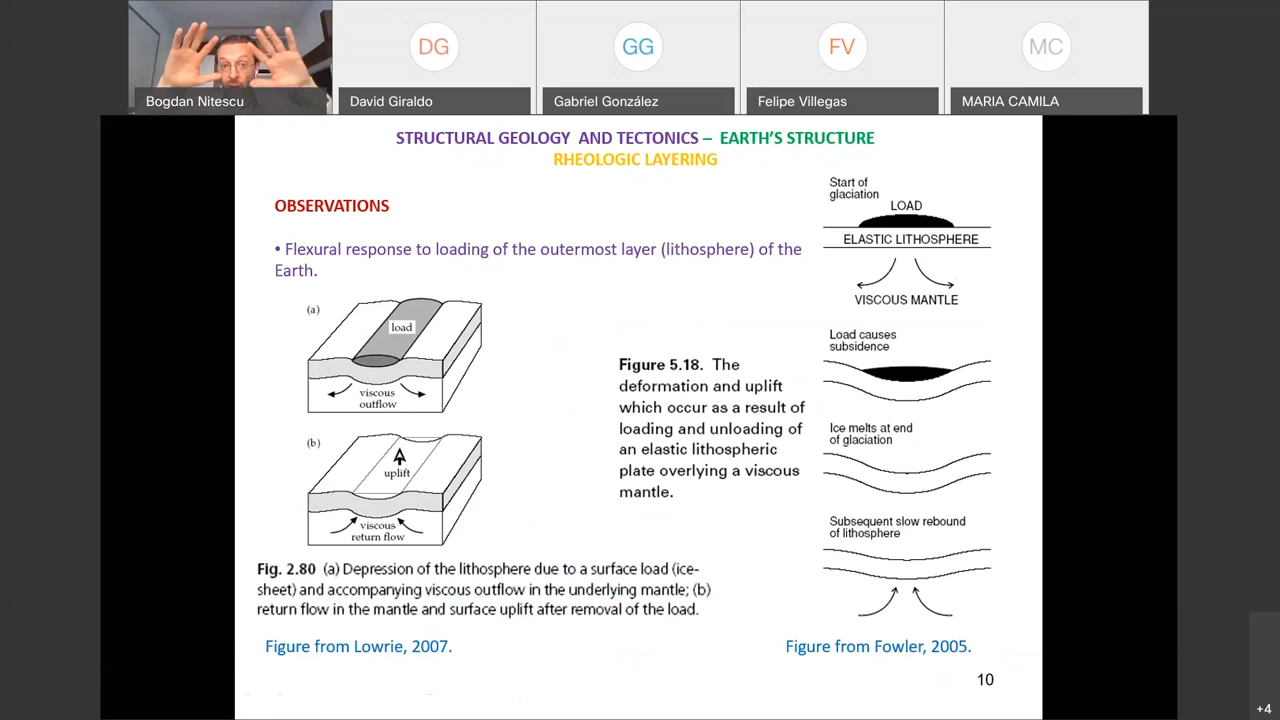 DG
GG
FV
MC
Bogdan Nitescu
David Giraldo
Gabriel González
Felipe Villegas
MARIA CAMILA
STRUCTURAL GEOLOGY AND TECTONICS – EARTH'S STRUCTURE
RHEOLOGIC LAYERING
OBSERVATIONS
• Flexural response to loading of the outermost layer (lithosphere) of the
Earth.
(a)
load
viscous
outflow
(b)
uplift
viscous
return flow
Fig. 2.80 (a) Depression of the lithosphere due to a surface load (ice-
sheet) and accompanying viscous outflow in the underlying mantle; (b)
return flow in the mantle and surface uplift after removal of the load.
Figure from Lowrie, 2007.
Figure 5.18. The
deformation and uplift
which occur as a result of
loading and unloading of
an elastic lithospheric
plate overlying a viscous
mantle.
Start of
glaciation
LOAD
ELASTIC LITHOSPHERE
VISCOUS MANTLE
Load causes
subsidence
Ice melts at end
of glaciation
Subsequent slow rebound
of lithosphere
Figure from Fowler, 2005.
10
+4